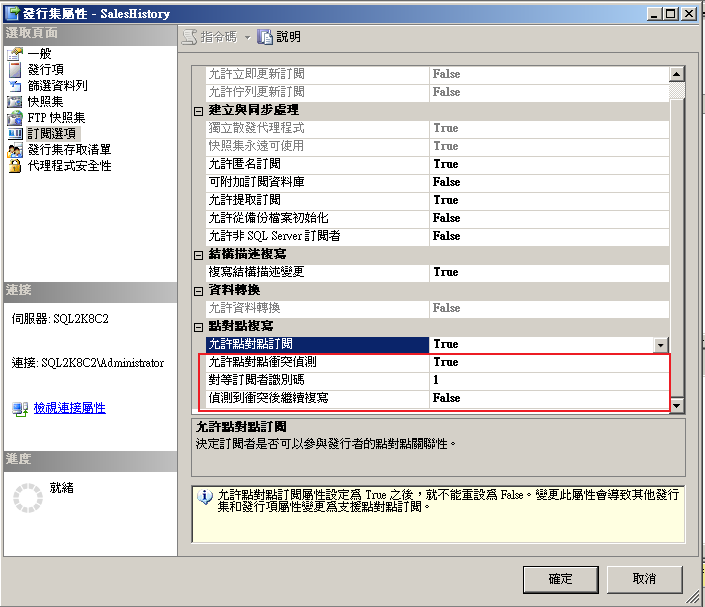 發行集屬性 - SalesHistory
選取頁面
一般
發行項
篩選資料列
快照集
FTP 快照集
訂閱選項
發行集存取清單
代理程式安全性
連接
伺服器: SQL2K8C2
連接: SQL2K8C2\Administrator
檢視連接屬性
進度
就緒
指令碼
說明
允許立即更新訂閱 False
允許佇列更新訂閱 False
建立與同步處理
獨立散發代理程式 True
快照集永遠可使用 True
允許匿名訂閱 True
可附加訂閱資料庫 False
允許提取訂閱 True
允許從備份檔案初始化 False
允許非 SQL Server 訂閱者 False
結構描述複寫
複寫結構描述變更 True
資料轉換
允許資料轉換 False
點對點複寫
允許點對點訂閱 True
允許點對點衝突偵測 True
對等訂閱者識別碼 1
偵測到衝突後繼續複寫 False
允許點對點訂閱
決定訂閱者是否可以參與發行者的點對點關聯性。
允許點對點訂閱屬性設定為 True 之後，就不能重設為 False。變更此屬性會導致其他發行
集和發行項屬性變更為支援點對點訂閱。
確定
取消